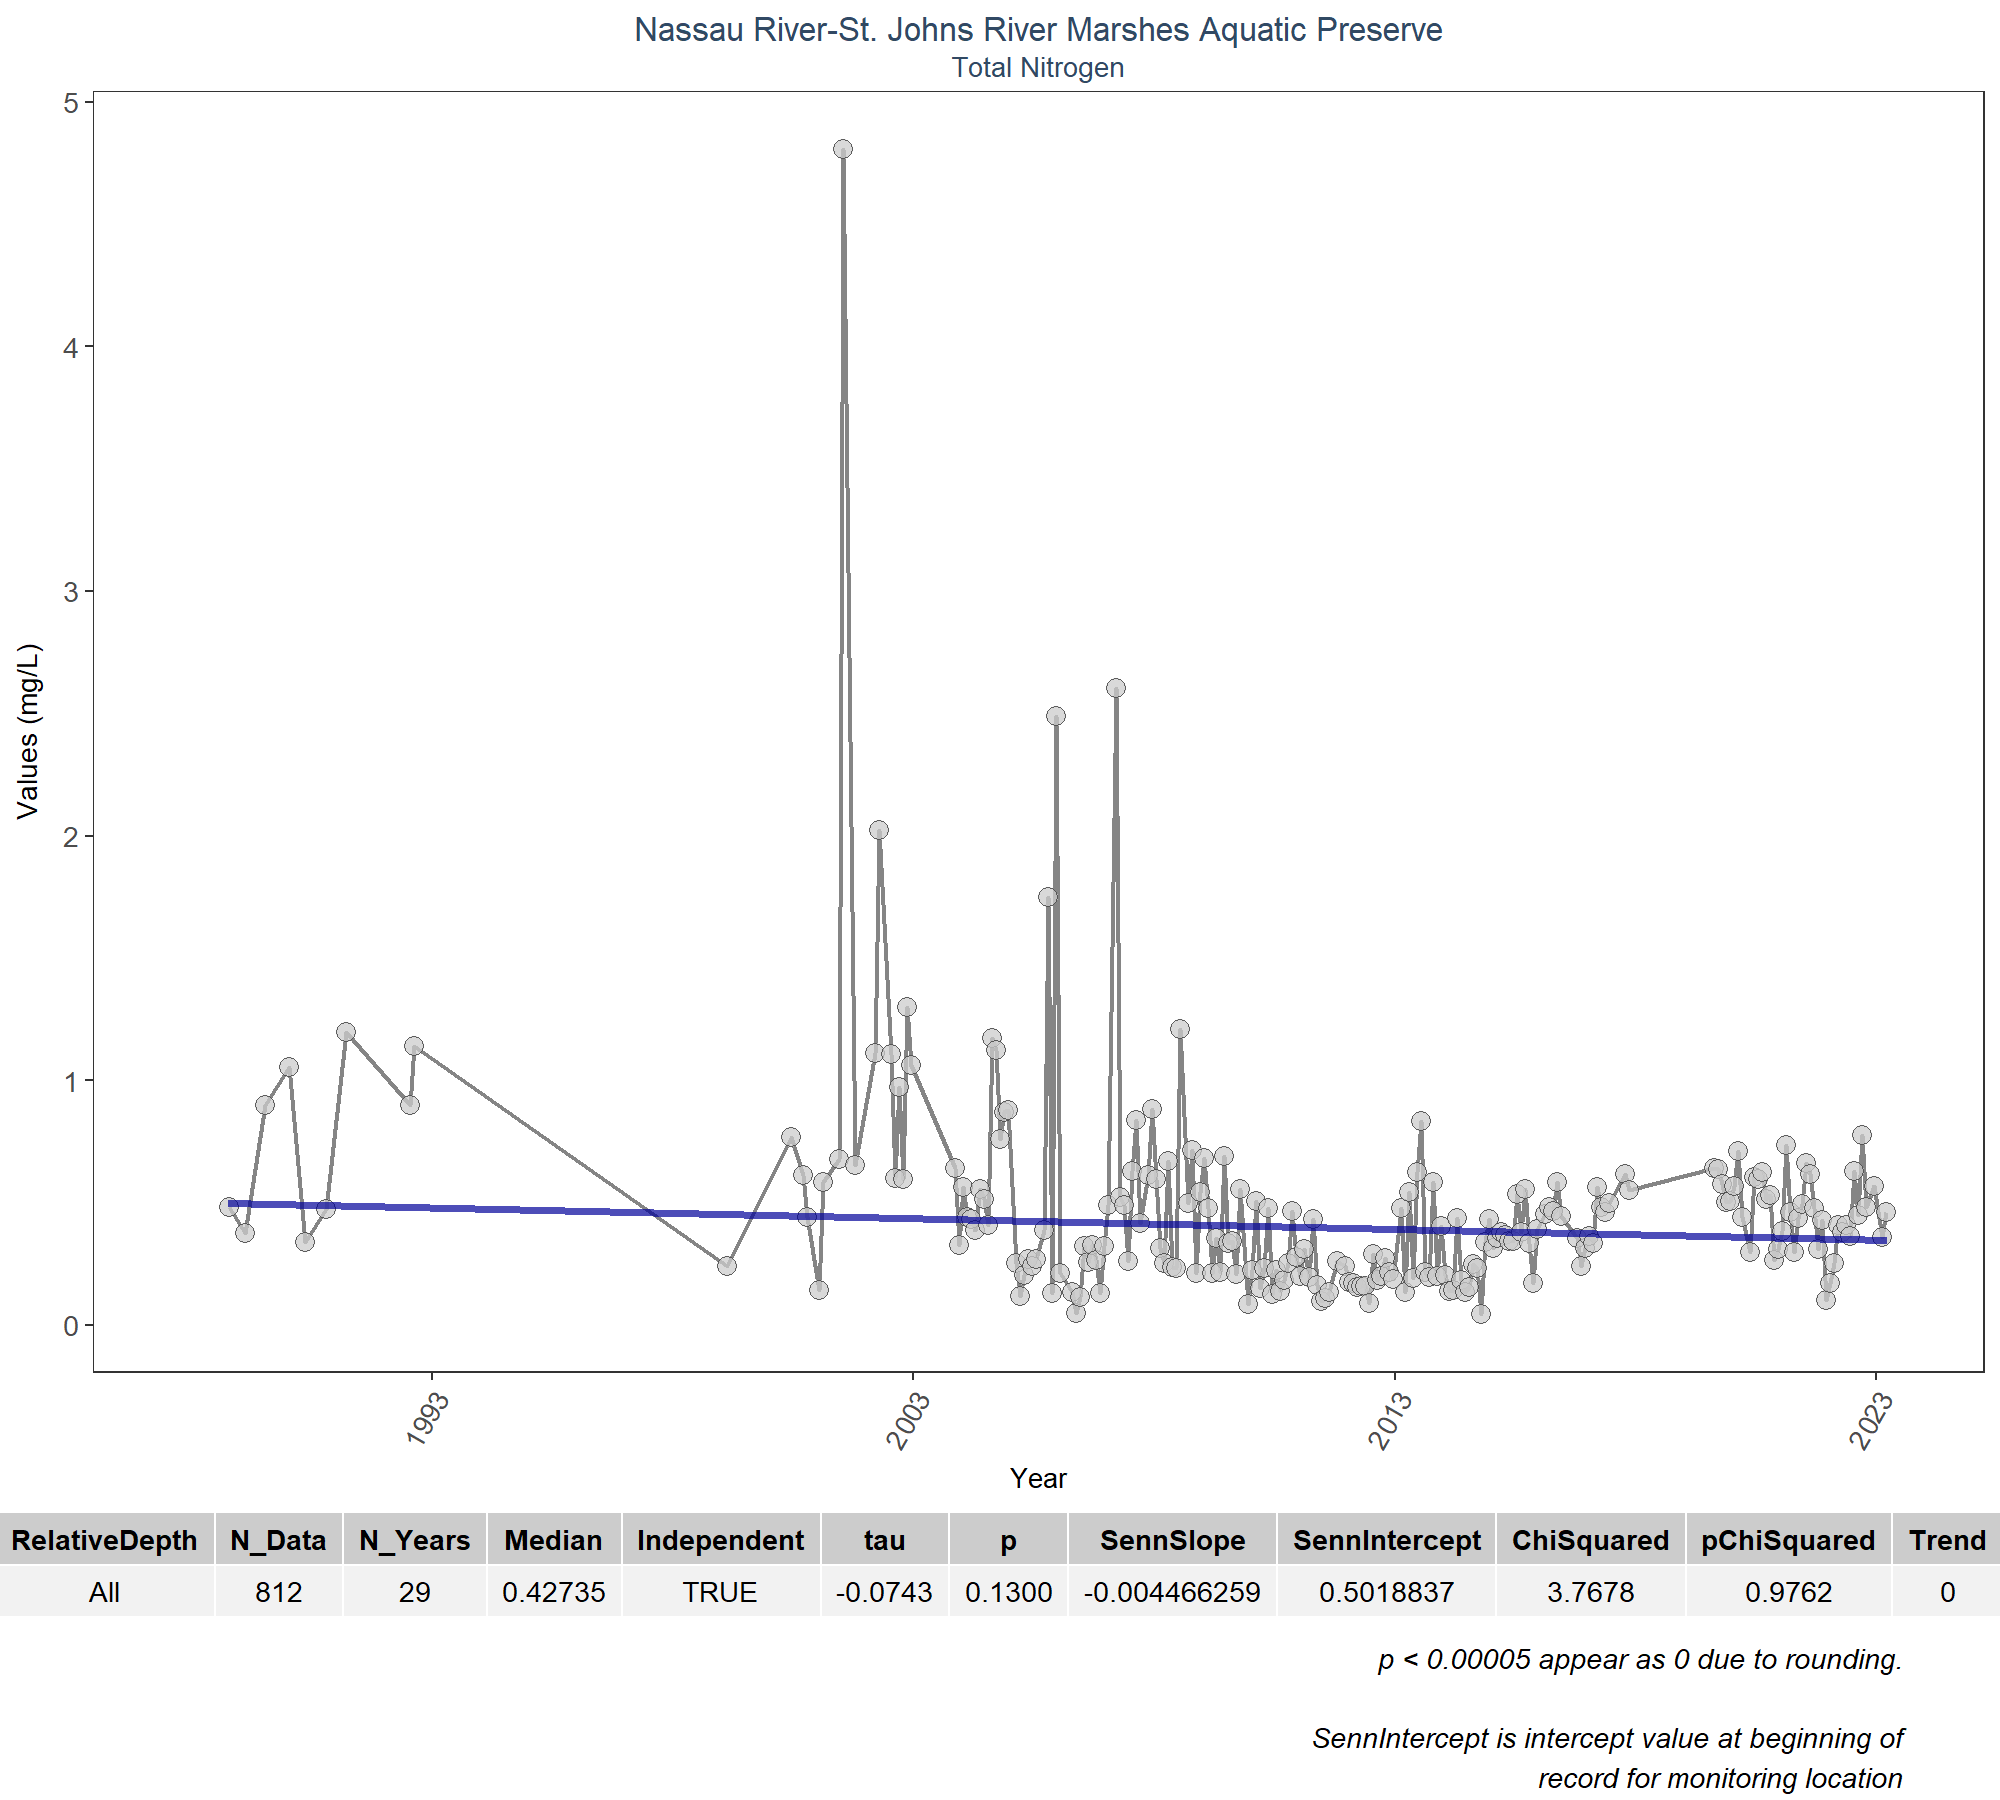 Nassau River-St. Johns River Marshes Aquatic Preserve
Total Nitrogen
5
4
3
2
1
0
Values (mg/L)
1993
2003
2013
2023
Year
RelativeDepth N_Data N_Years Median Independent tau p SennSlope SennIntercept ChiSquared pChiSquared Trend
All 812 29 0.42735 TRUE -0.0743 0.1300 -0.004466259 0.5018837 3.7678 0.9762 0
p < 0.00005 appear as 0 due to rounding.
SennIntercept is intercept value at beginning of
record for monitoring location